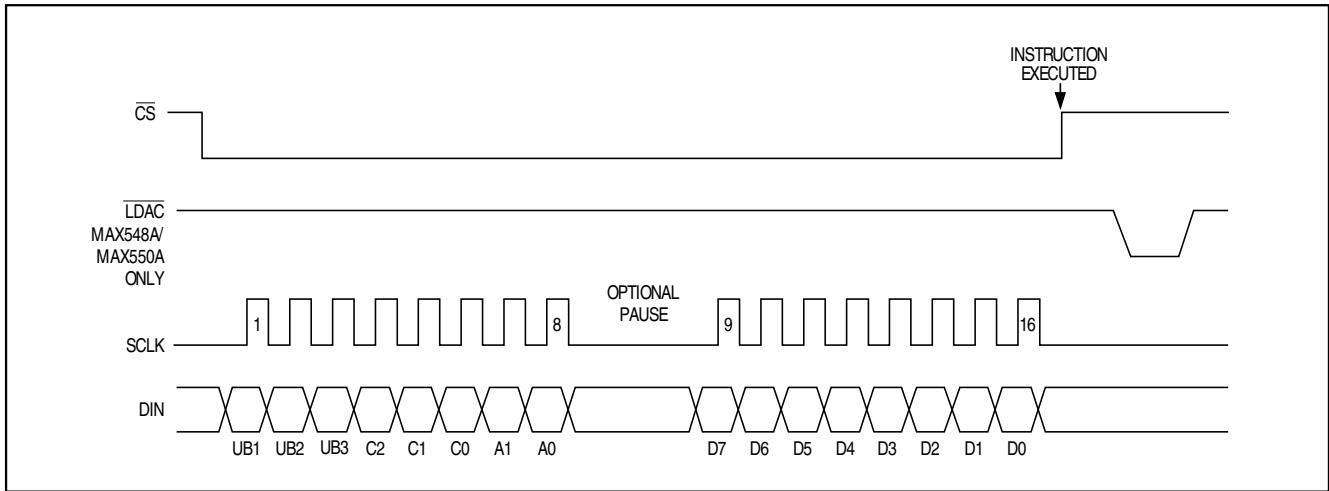 INSTRUCTION
EXECUTED
CS
LDAC
MAX548A/
MAX550A
ONLY
OPTIONAL
PAUSE
1 8 9 16
SCLK
DIN
UB1 UB2 UB3 C2 C1 C0 A1 A0 D7 D6 D5 D4 D3 D2 D1 D0